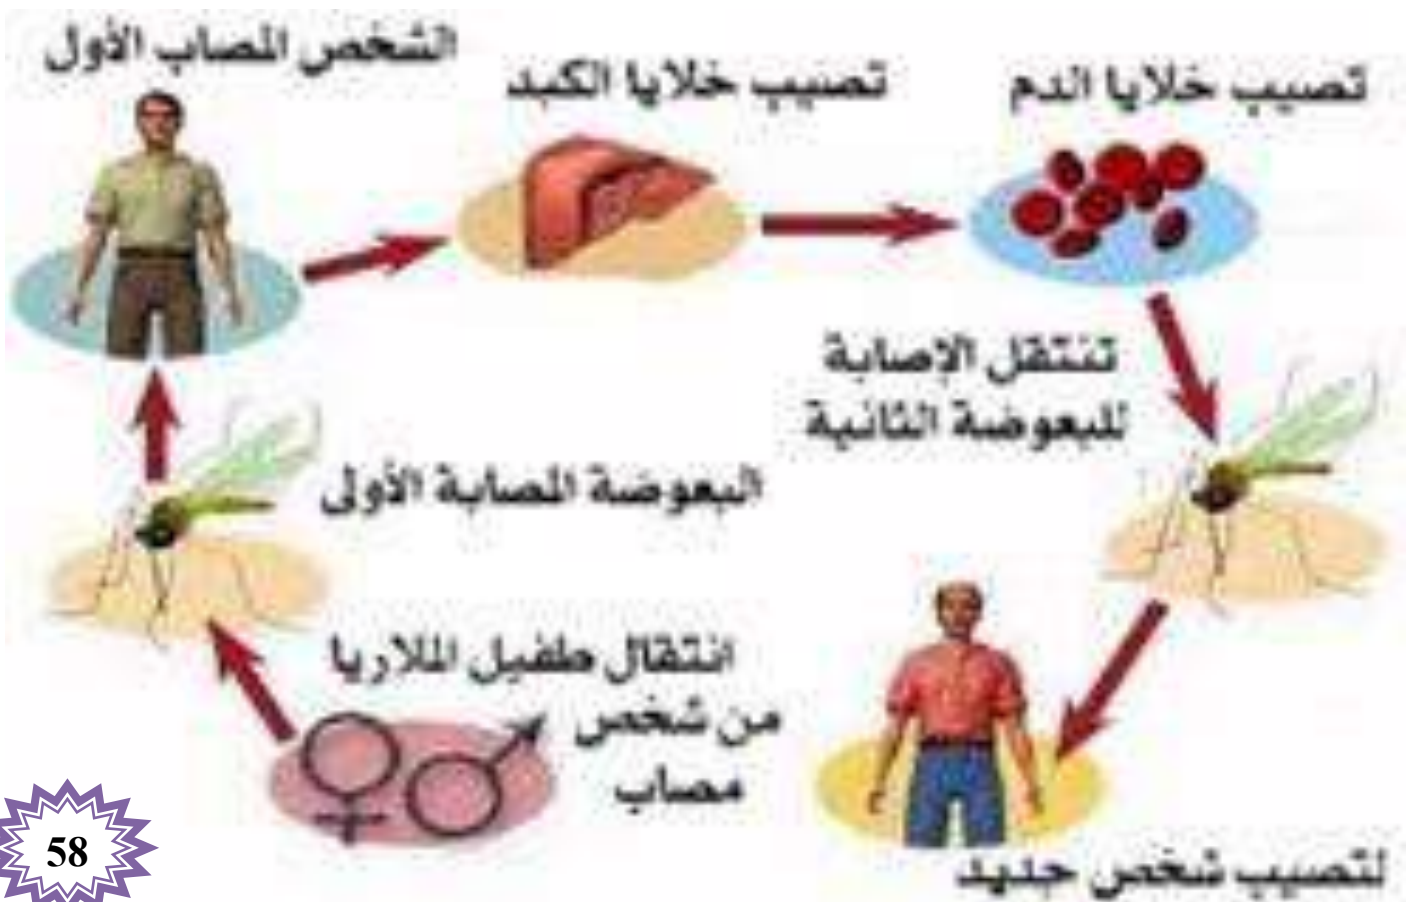 الشخص المصاب الأول
تصيب خلايا الكبد
تصيب خلايا الدم
تنتقل الإصابة
للبعوضة الثانية
البعوضة المصابة الأولى
انتقال طفيل الملاريا
من شخص
مصاب
لتصيب شخص جديد
58